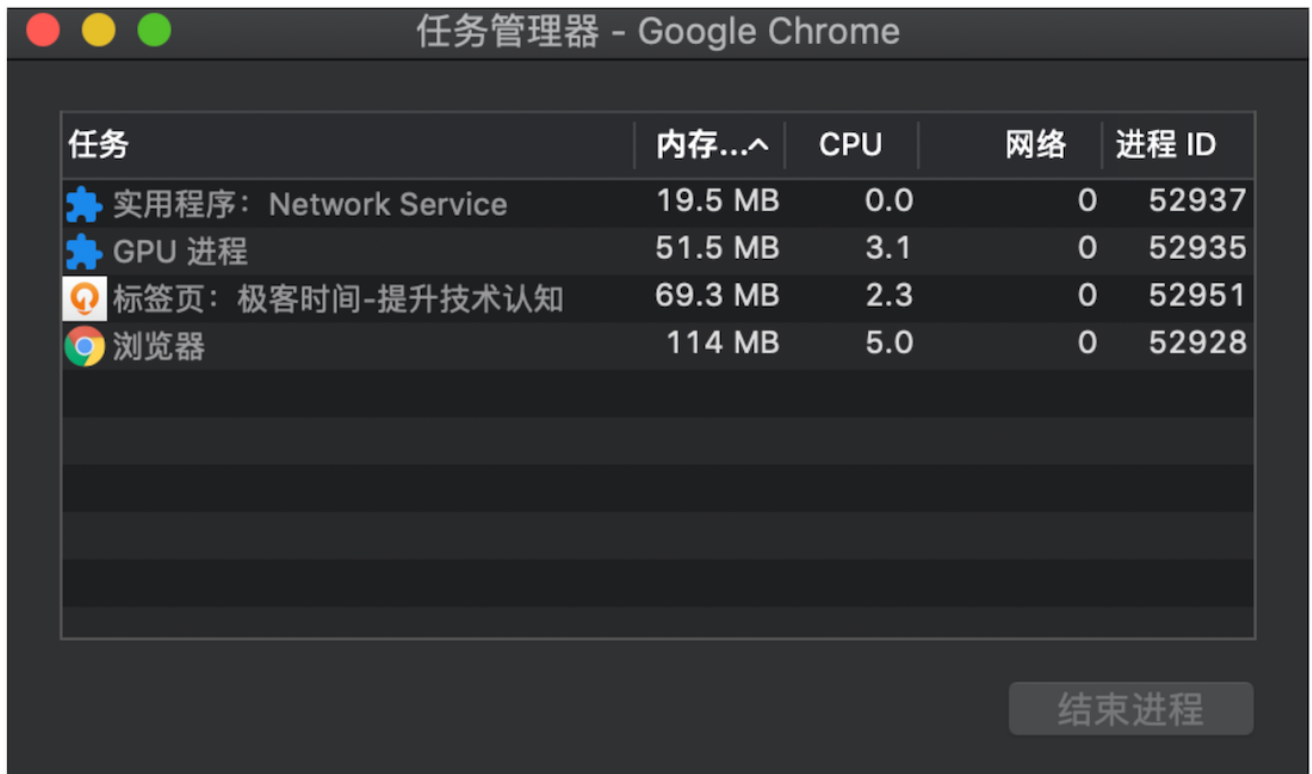 任务管理器 - Google Chrome
任务 内存...^ CPU 网络 进程 ID
实用程序：Network Service 19.5 MB 0.0 0 52937
GPU 进程 51.5 MB 3.1 0 52935
标签页：极客时间-提升技术认知 69.3 MB 2.3 0 52951
浏览器 114 MB 5.0 0 52928
结束进程